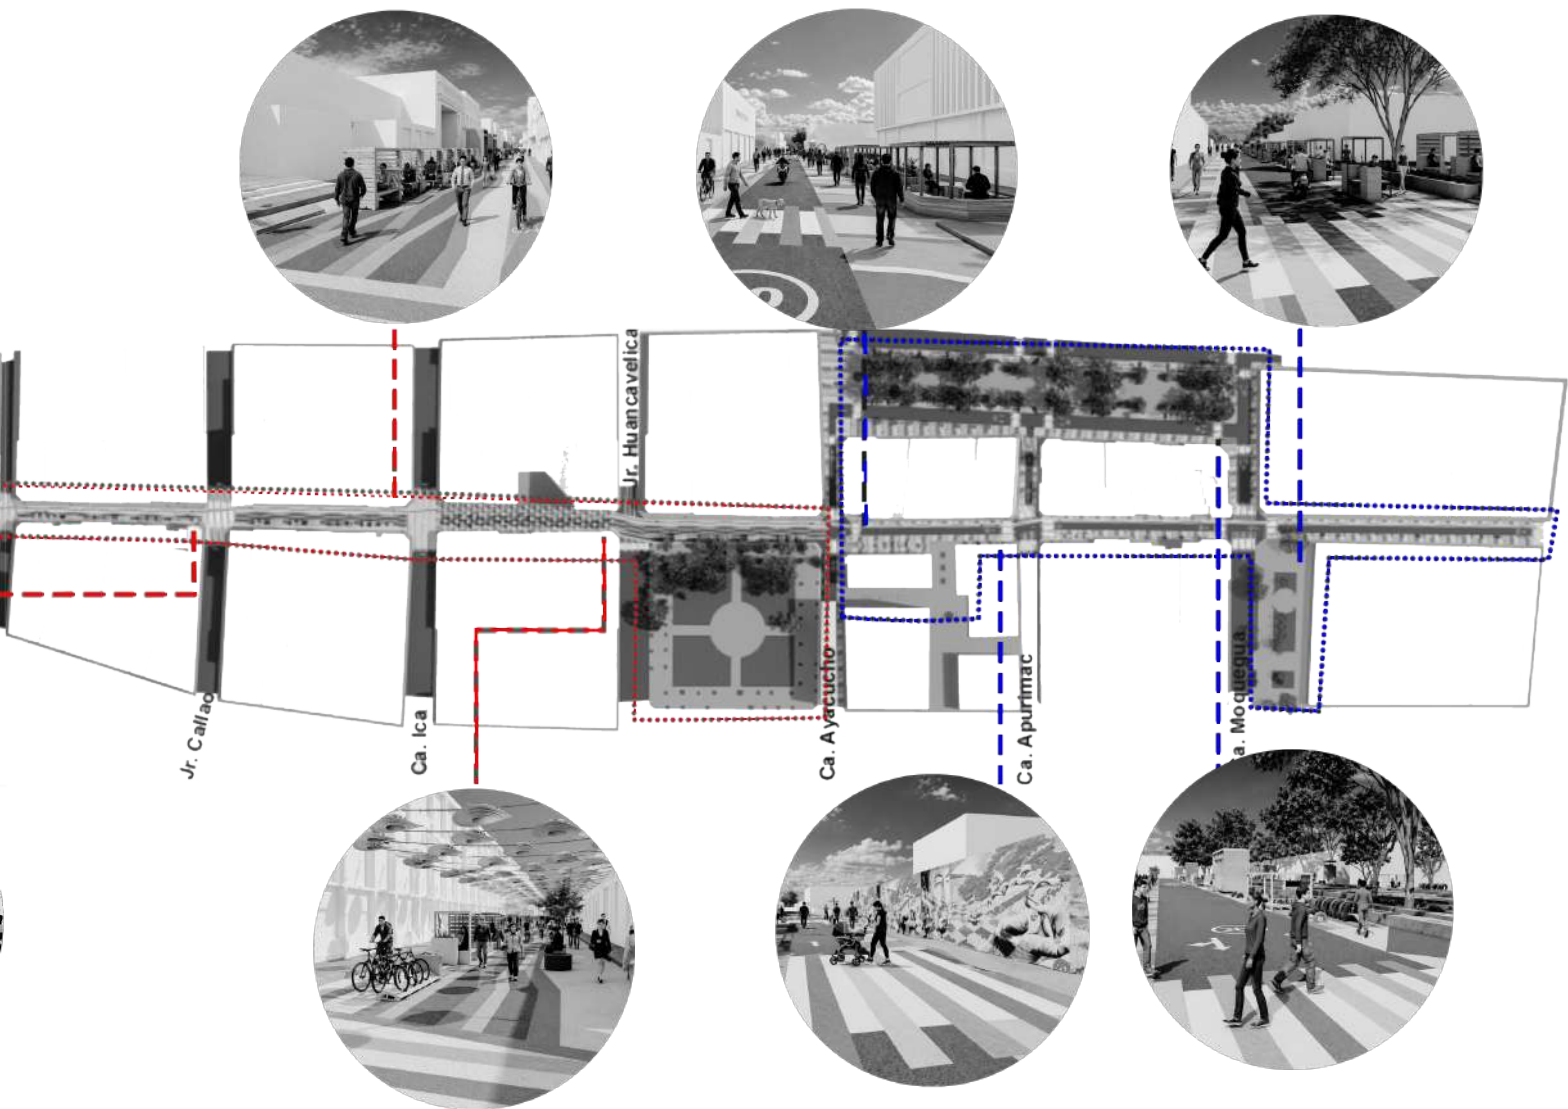 Jr. Huancavelica
Jr. Callao
Ca. Ica
Ca. Ayacucho
Ca. Apurimac
a. Moquegua